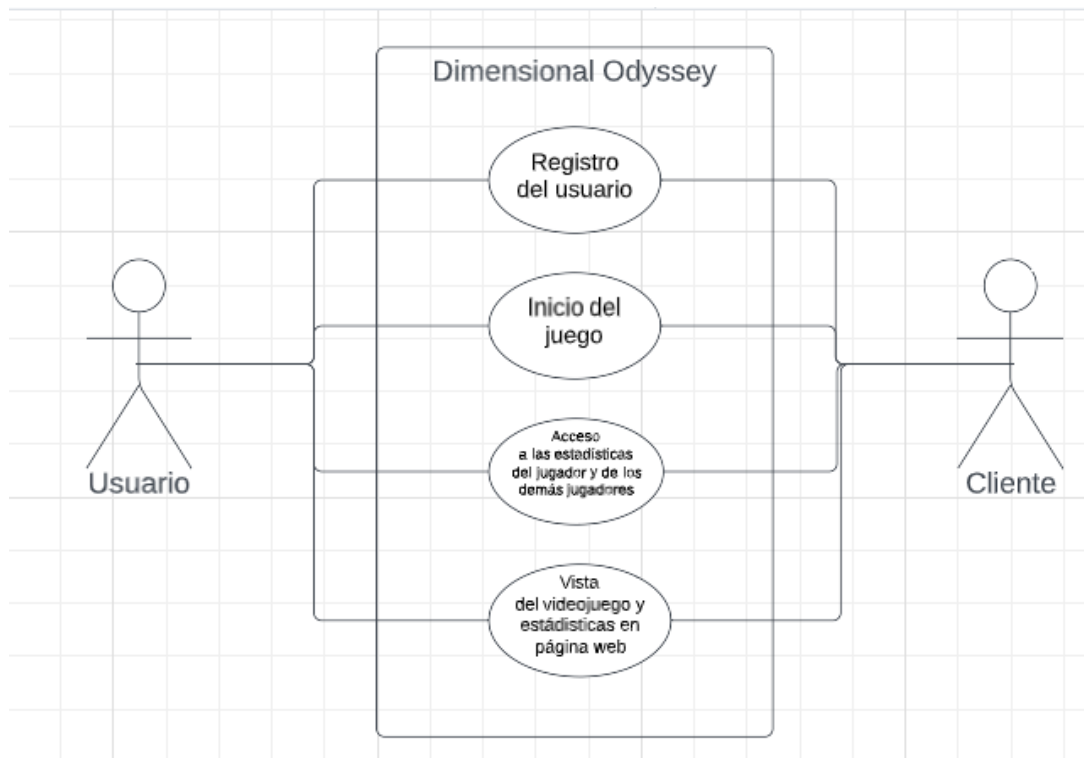 Dimensional Odyssey
Registro
del usuario
Inicio del
juego
Acceso
a las estadísticas
del jugador y de los
demás jugadores
Usuario
Cliente
Vista
del videojuego y
estádisticas en
página web